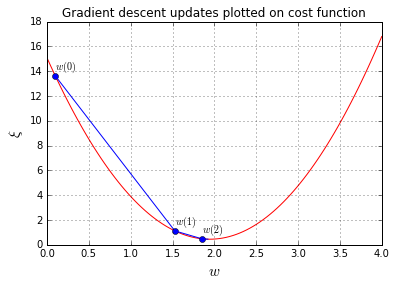 Gradient descent updates plotted on cost function
18
16
14
12
10
8
6
4
2
0
ξ
w(0)
w(1)
w(2)
0.0 0.5 1.0 1.5 2.0 2.5 3.0 3.5 4.0
w